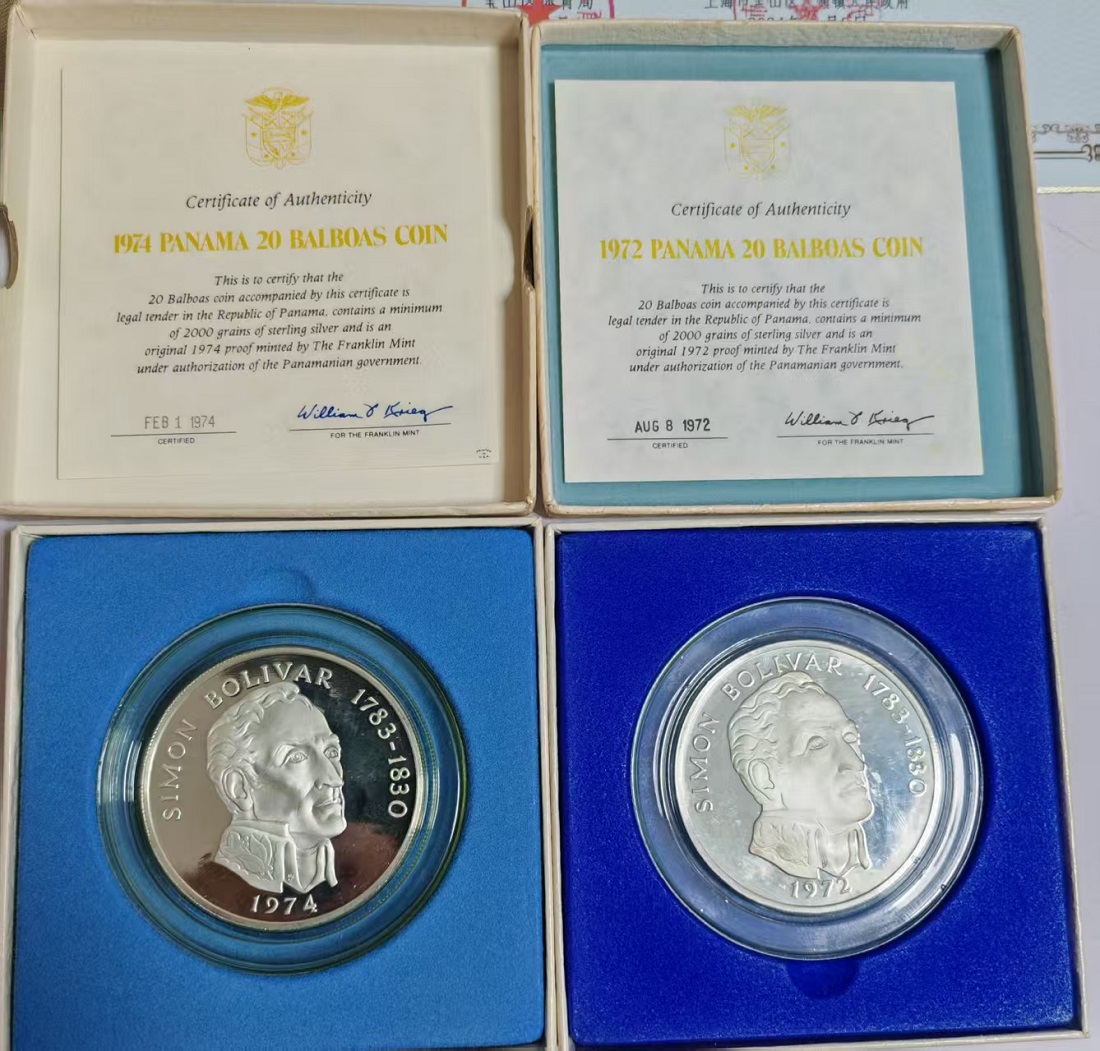 Certificate of Authenticity
1974 PANAMA 20 BALBOAS COIN
This is to certify that the
20 Balboas coin accompanied by this certificate is
legal tender in the Republic of Panama, contains a minimum
of 2000 grains of sterling silver and is an
original 1974 proof minted by The Franklin Mint
under authorization of the Panamanian government.
FEB 1 1974
CERTIFIED
William F Krieg
FOR THE FRANKLIN MINT
Certificate of Authenticity
1972 PANAMA 20 BALBOAS COIN
This is to certify that the
20 Balboas coin accompanied by this certificate is
legal tender in the Republic of Panama, contains a minimum
of 2000 grains of sterling silver and is an
original 1972 proof minted by The Franklin Mint
under authorization of the Panamanian government.
AUG 8 1972
CERTIFIED
William F Krieg
FOR THE FRANKLIN MINT
SIMON BOLIVAR 1783-1830
1974
SIMON BOLIVAR 1783-1830
1972